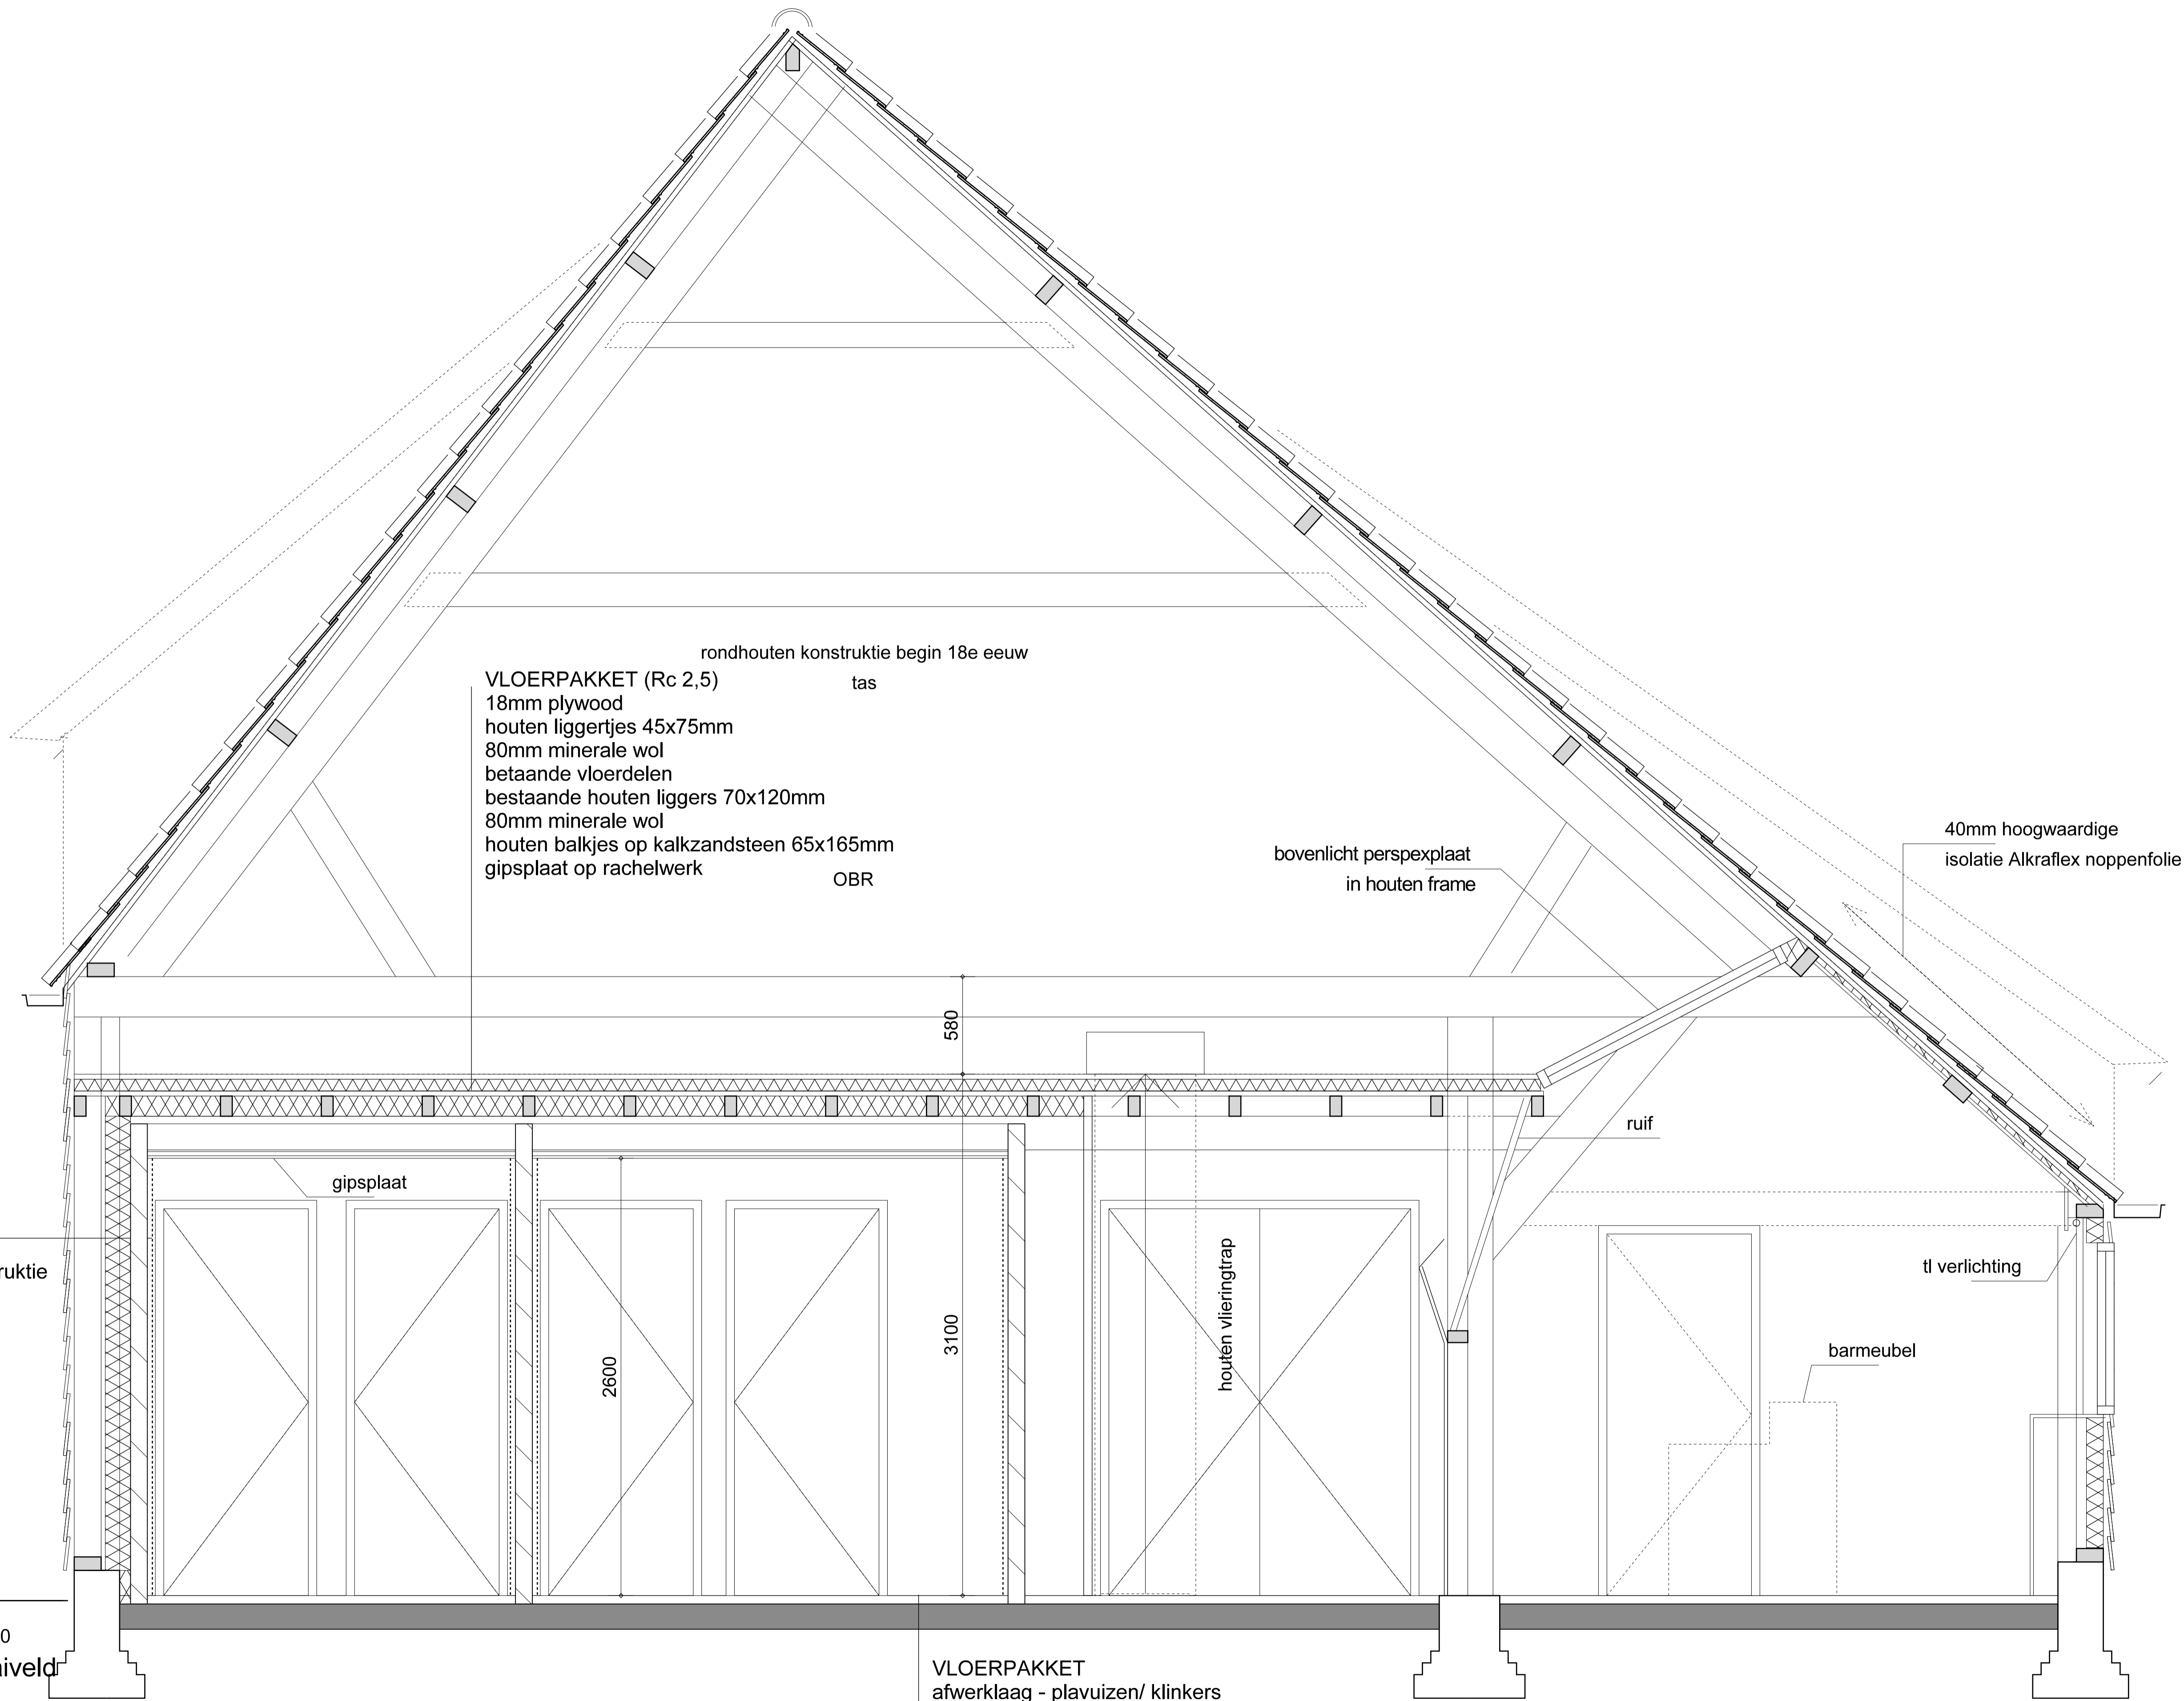 rondhouten konstruktie begin 18e eeuw
tas
VLOERPAKKET (Rc 2,5)
18mm plywood
houten liggertjes 45x75mm
80mm minerale wol
betaande vloerdelen
bestaande houten liggers 70x120mm
80mm minerale wol
houten balkjes op kalkzandsteen 65x165mm
gipsplaat op rachelwerk
OBR
bovenlicht perspexplaat
in houten frame
40mm hoogwaardige
isolatie Alkraflex noppenfolie
580
ruif
gipsplaat
houten vlieringtrap
tl verlichting
ruktie
3100
2600
barmeubel
0
aiveld
VLOERPAKKET
afwerklaag - plavuizen/ klinkers